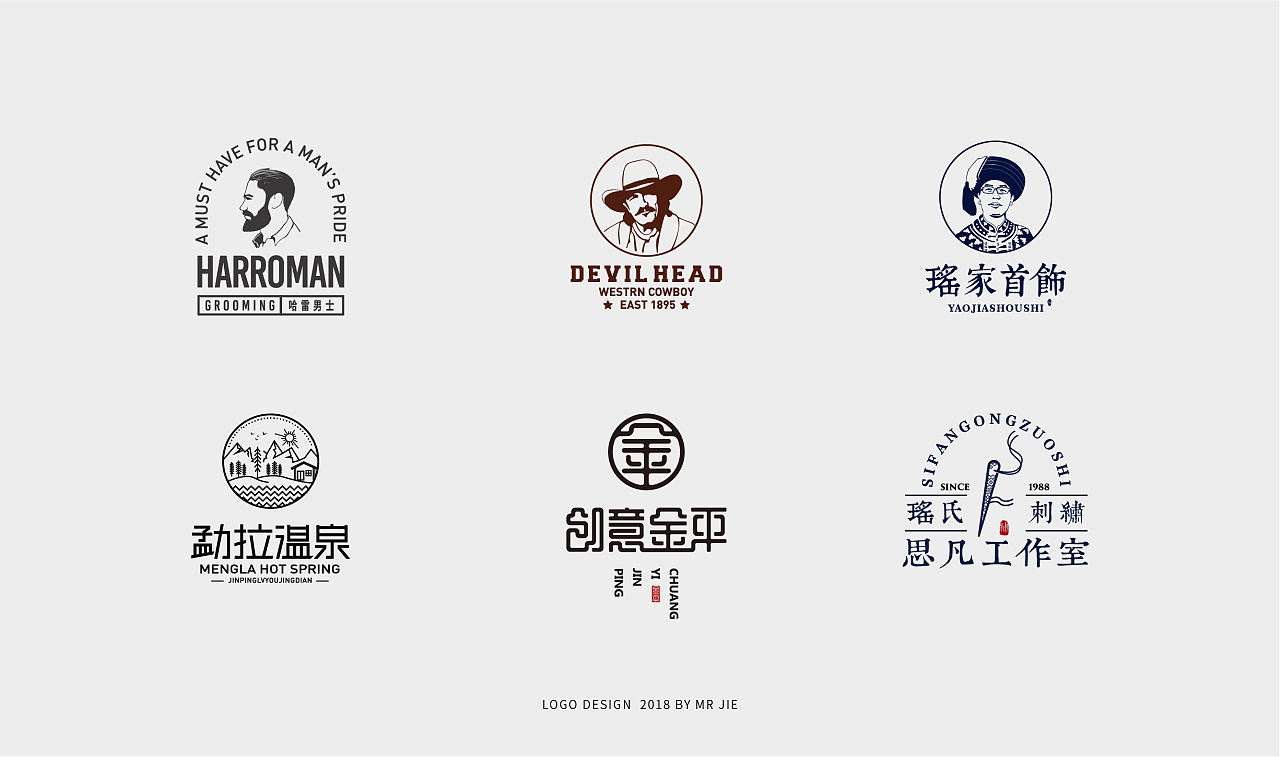 A MUST HAVE FOR A MAN'S PRIDE
HARROMAN
GROOMING 哈雷男士
DEVIL HEAD
WESTRN COWBOY
★ EAST 1895 ★
瑤家首飾
YAOJIASHOUSHI
勐拉温泉
MENGLA HOT SPRING
JINPINGLVYOUJINGDIAN
金
创意金平
CHUANG
YI
JIN
PING
SIFANGONGZUOSHI
SINCE 1988
瑤氏 刺繡
思凡工作室
LOGO DESIGN 2018 BY MR JIE